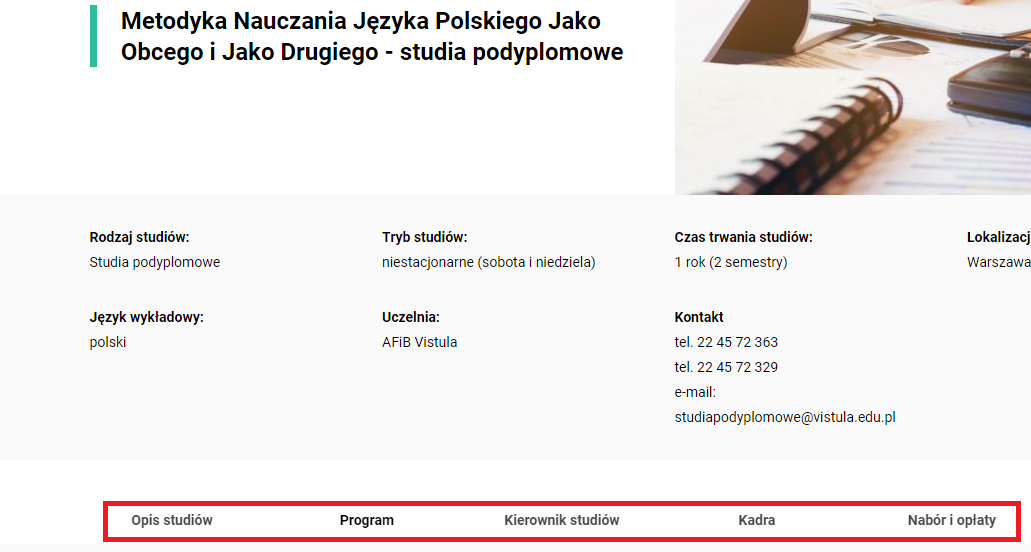 Metodyka Nauczania Języka Polskiego Jako
Obcego i Jako Drugiego - studia podyplomowe
Rodzaj studiów:
Studia podyplomowe
Tryb studiów:
niestacjonarne (sobota i niedziela)
Czas trwania studiów:
1 rok (2 semestry)
Lokalizacj
Warszawa
Język wykładowy:
polski
Uczelnia:
AFiB Vistula
Kontakt
tel. 22 45 72 363
tel. 22 45 72 329
e-mail:
studiapodyplomowe@vistula.edu.pl
Opis studiów
Program
Kierownik studiów
Kadra
Nabór i opłaty